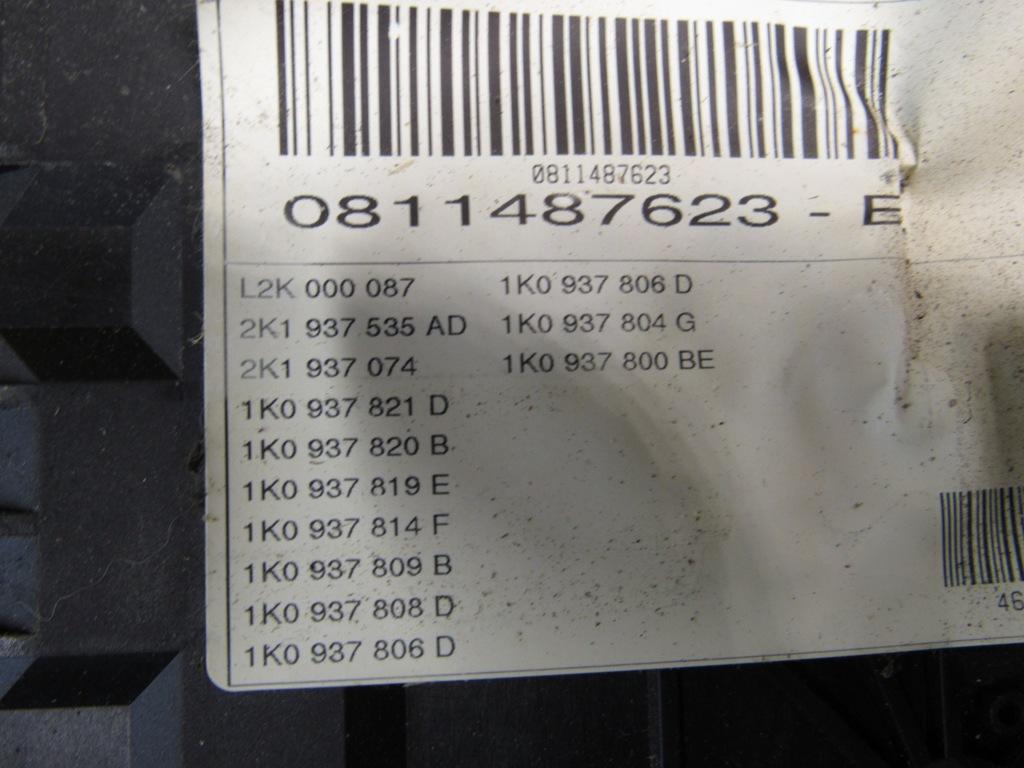 0811487623
0811487623 - E
L2K 000 087
2K1 937 535 AD
2K1 937 074
1K0 937 821 D
1K0 937 820 B
1K0 937 819 E
1K0 937 814 F
1K0 937 809 B
1K0 937 808 D
1K0 937 806 D
1K0 937 806 D
1K0 937 804 G
1K0 937 800 BE
46